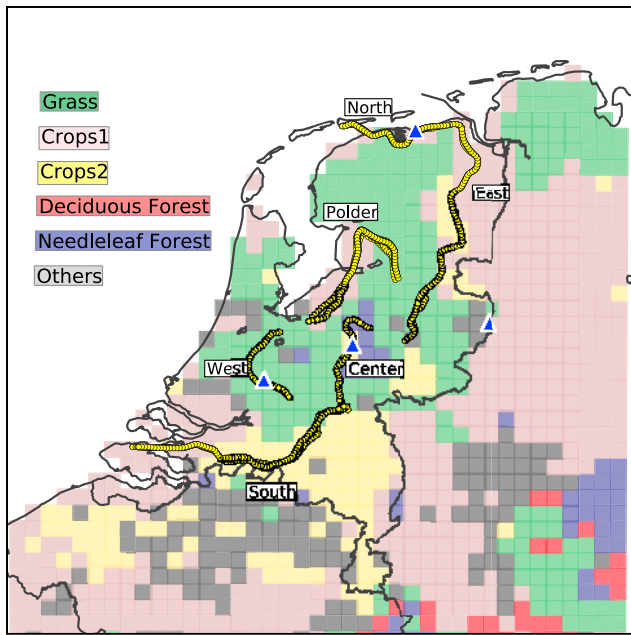 North
Grass
Crops1
Crops2
Deciduous Forest
East
Polder
Needleleaf Forest
Others
West
Center
South